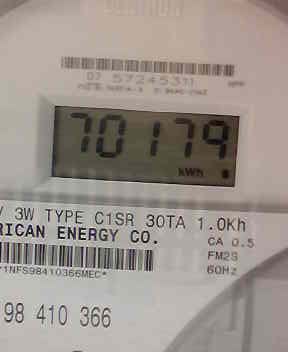 07 57245311
70179
kWh
V 3W TYPE C1SR 30TA 1.0Kh
RICAN ENERGY CO.
CA 0.5
FM2S
60HZ
*1NFS98410366MEC*
98 410 366